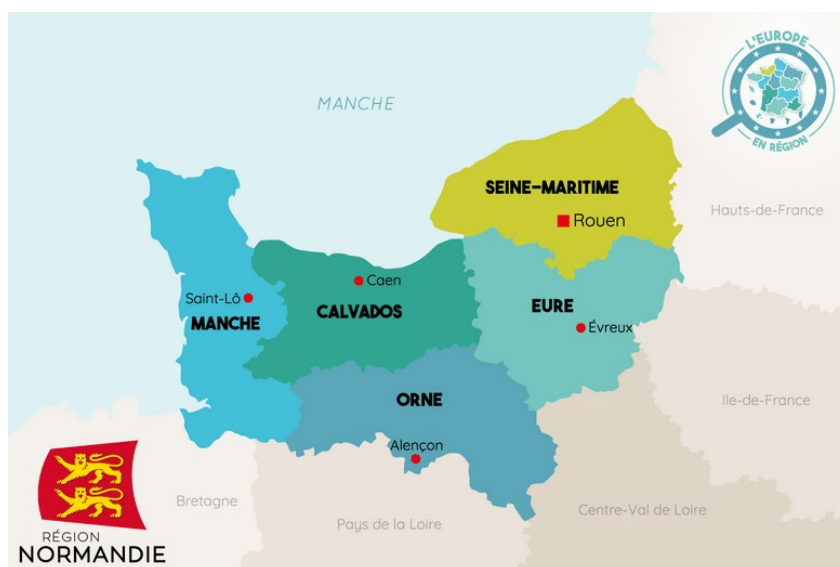 L'EUROPE
EN RÉGION
MANCHE
SEINE-MARITIME
Rouen
Hauts-de-France
Caen
Saint-Lô
MANCHE
CALVADOS
EURE
Évreux
ORNE
Ile-de-France
Alençon
Bretagne
Pays de la Loire
Centre-Val de Loire
RÉGION
NORMANDIE